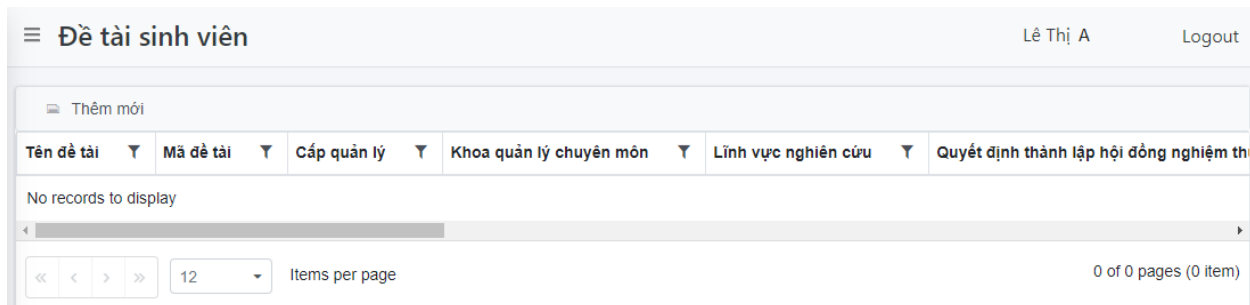 Đề tài sinh viên Lê Thị A Logout
Thêm mới
Tên đề tài Mã đề tài Cấp quản lý Khoa quản lý chuyên môn Lĩnh vực nghiên cứu Quyết định thành lập hội đồng nghiệm
No records to display
12 Items per page 0 of 0 pages (0 item)